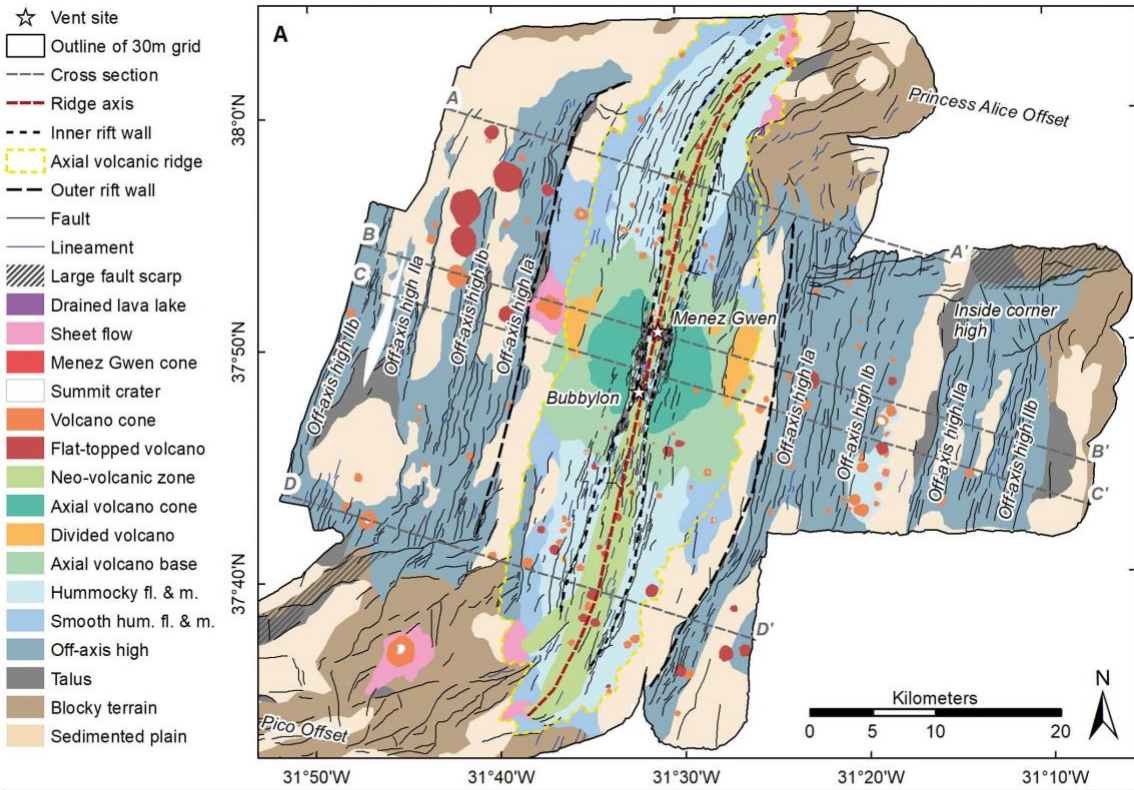 Vent site
Outline of 30m grid
Cross section
Ridge axis
Inner rift wall
Axial volcanic ridge
Outer rift wall
Fault
Lineament
Large fault scarp
Drained lava lake
Sheet flow
Menez Gwen cone
Summit crater
Volcano cone
Flat-topped volcano
Neo-volcanic zone
Axial volcano cone
Divided volcano
Axial volcano base
Hummocky fl. & m.
Smooth hum. fl. & m.
Off-axis high
Talus
Blocky terrain
Sedimented plain
A
38°0'N
37°50'N
37°40'N
A
B
C
D
Princess Alice Offset
A'
Inside corner
high
Off-axis high IIb
Off-axis high IIa
Off-axis high Ib
Off-axis high Ia
Menez Gwen
Bubbylon
Off-axis high Ia
Off-axis high Ib
Off-axis high IIa
Off-axis high IIb
B'
C'
D'
Pico Offset
Kilometers
0 5 10 20
N
31°50'W 31°40'W 31°30'W 31°20'W 31°10'W